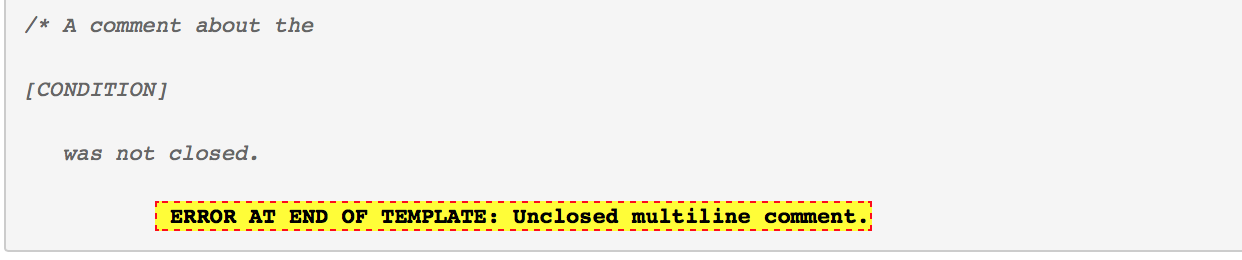 /* A comment about the
[CONDITION]
was not closed.
ERROR AT END OF TEMPLATE: Unclosed multiline comment.